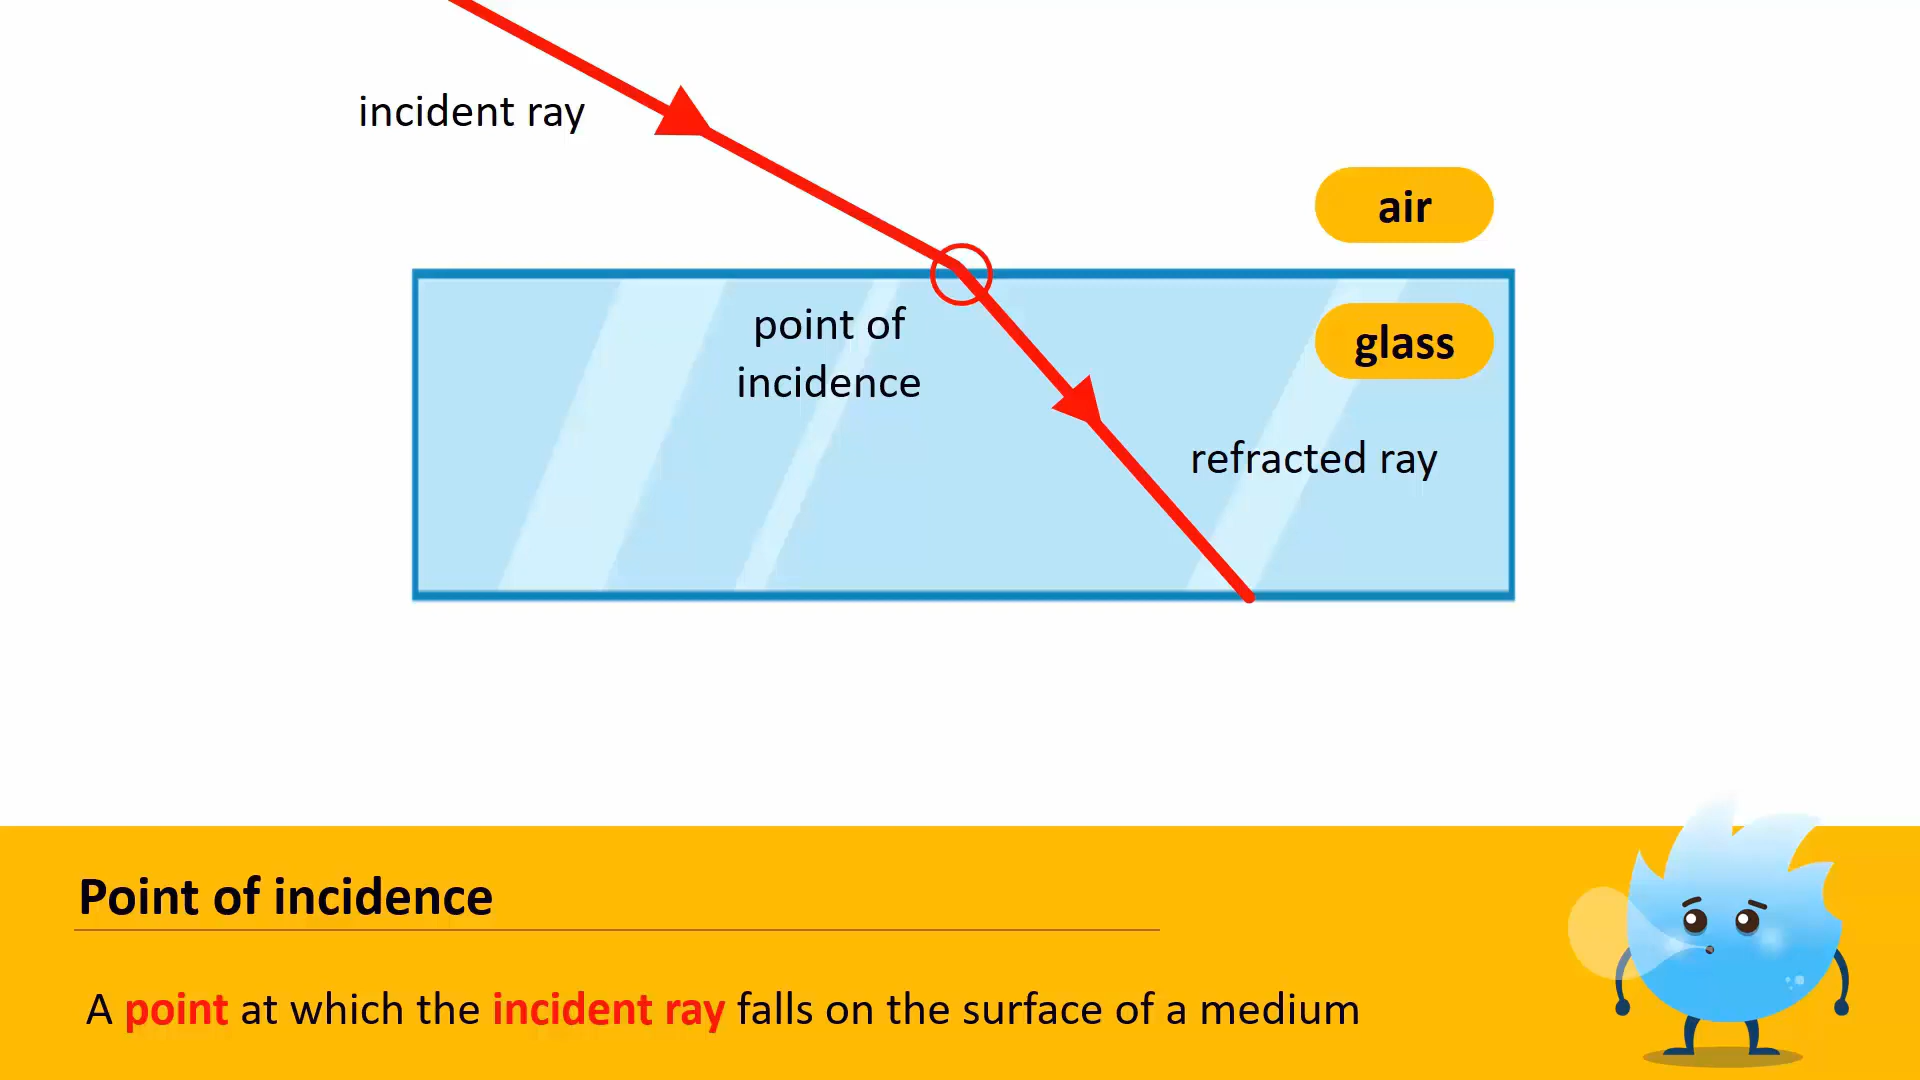 incident ray
air
point of
incidence
glass
refracted ray
Point of incidence
A point at which the incident ray falls on the surface of a medium